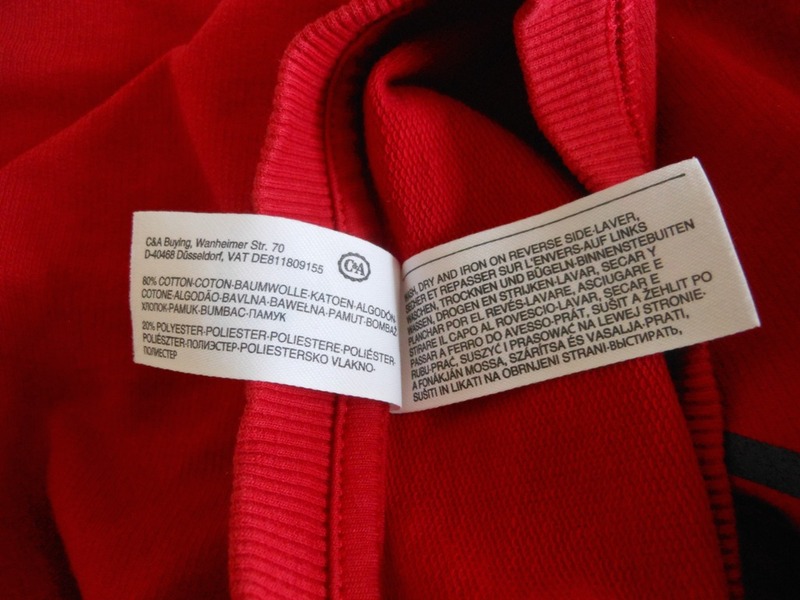 C&A Buying, Wanheimer Str. 70
D-40468 Düsseldorf, VAT DE811809155
C&A
80% COTTON-COTON-BAUMWOLLE-KATOEN-ALGODÓN
COTONE-ALGODÃO-BAVLNA-BAWEŁNA-PAMUT-BOMBAŽ
ХЛОПОК-PAMUK-BUMBAC-ПАМУК
20% POLYESTER-POLIESTER-POLIESTERE-POLIÉSTER-
POLIÉSZTER-ПОЛИЭСТЕР-POLIESTERSKO VLAKNO-
ПОЛИЕСТЕР
DRY AND IRON ON REVERSE SIDE-LAVER,
ET REPASSER SUR L'ENVERS-AUF LINKS
WASCHEN, TROCKNEN UND BÜGELN-BINNENSTEBUITEN
WASSEN, DROGEN EN STRIJKEN-LAVAR, SECAR Y
PLANCHAR POR EL REVÉS-LAVARE, ASCIUGARE E
STIRARE IL CAPO AL ROVESCIO-LAVAR, SECAR E
PASSAR A FERRO DO AVESSO-PRÁT, SUŠIT A ŽEHLIT PO
RUBU-PRAĆ, SUSZYĆ I PRASOWAĆ NA LEWEJ STRONIE-
A FONÁKJÁN MOSSA, SZÁRÍTSA ÉS VASALJA-PRATI,
SUŠITI IN LIKATI NA OBRNJENI STRANI-ВЫСТИРАТЬ,